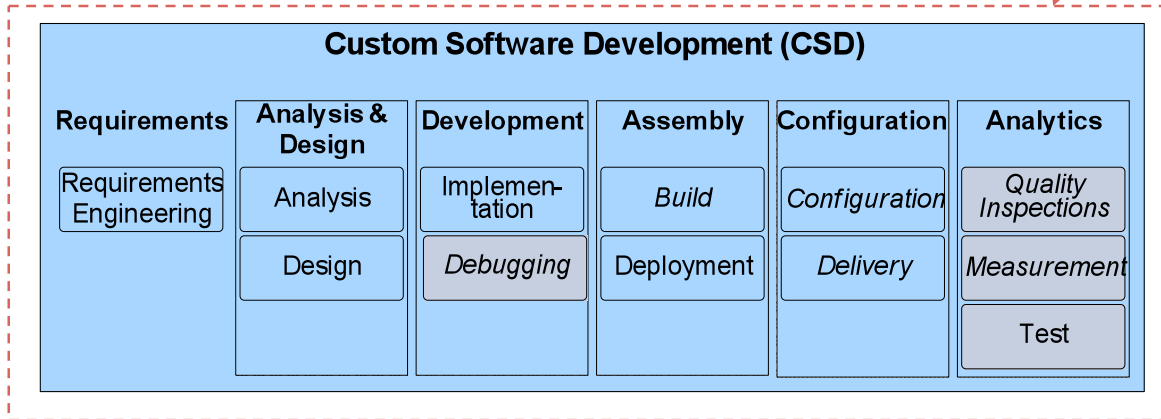 Custom Software Development (CSD)
Requirements
Requirements
Engineering
Analysis &
Design
Analysis
Design
Development
Implemen-
tation
Debugging
Assembly
Build
Deployment
Configuration
Configuration
Delivery
Analytics
Quality
Inspections
Measurement
Test